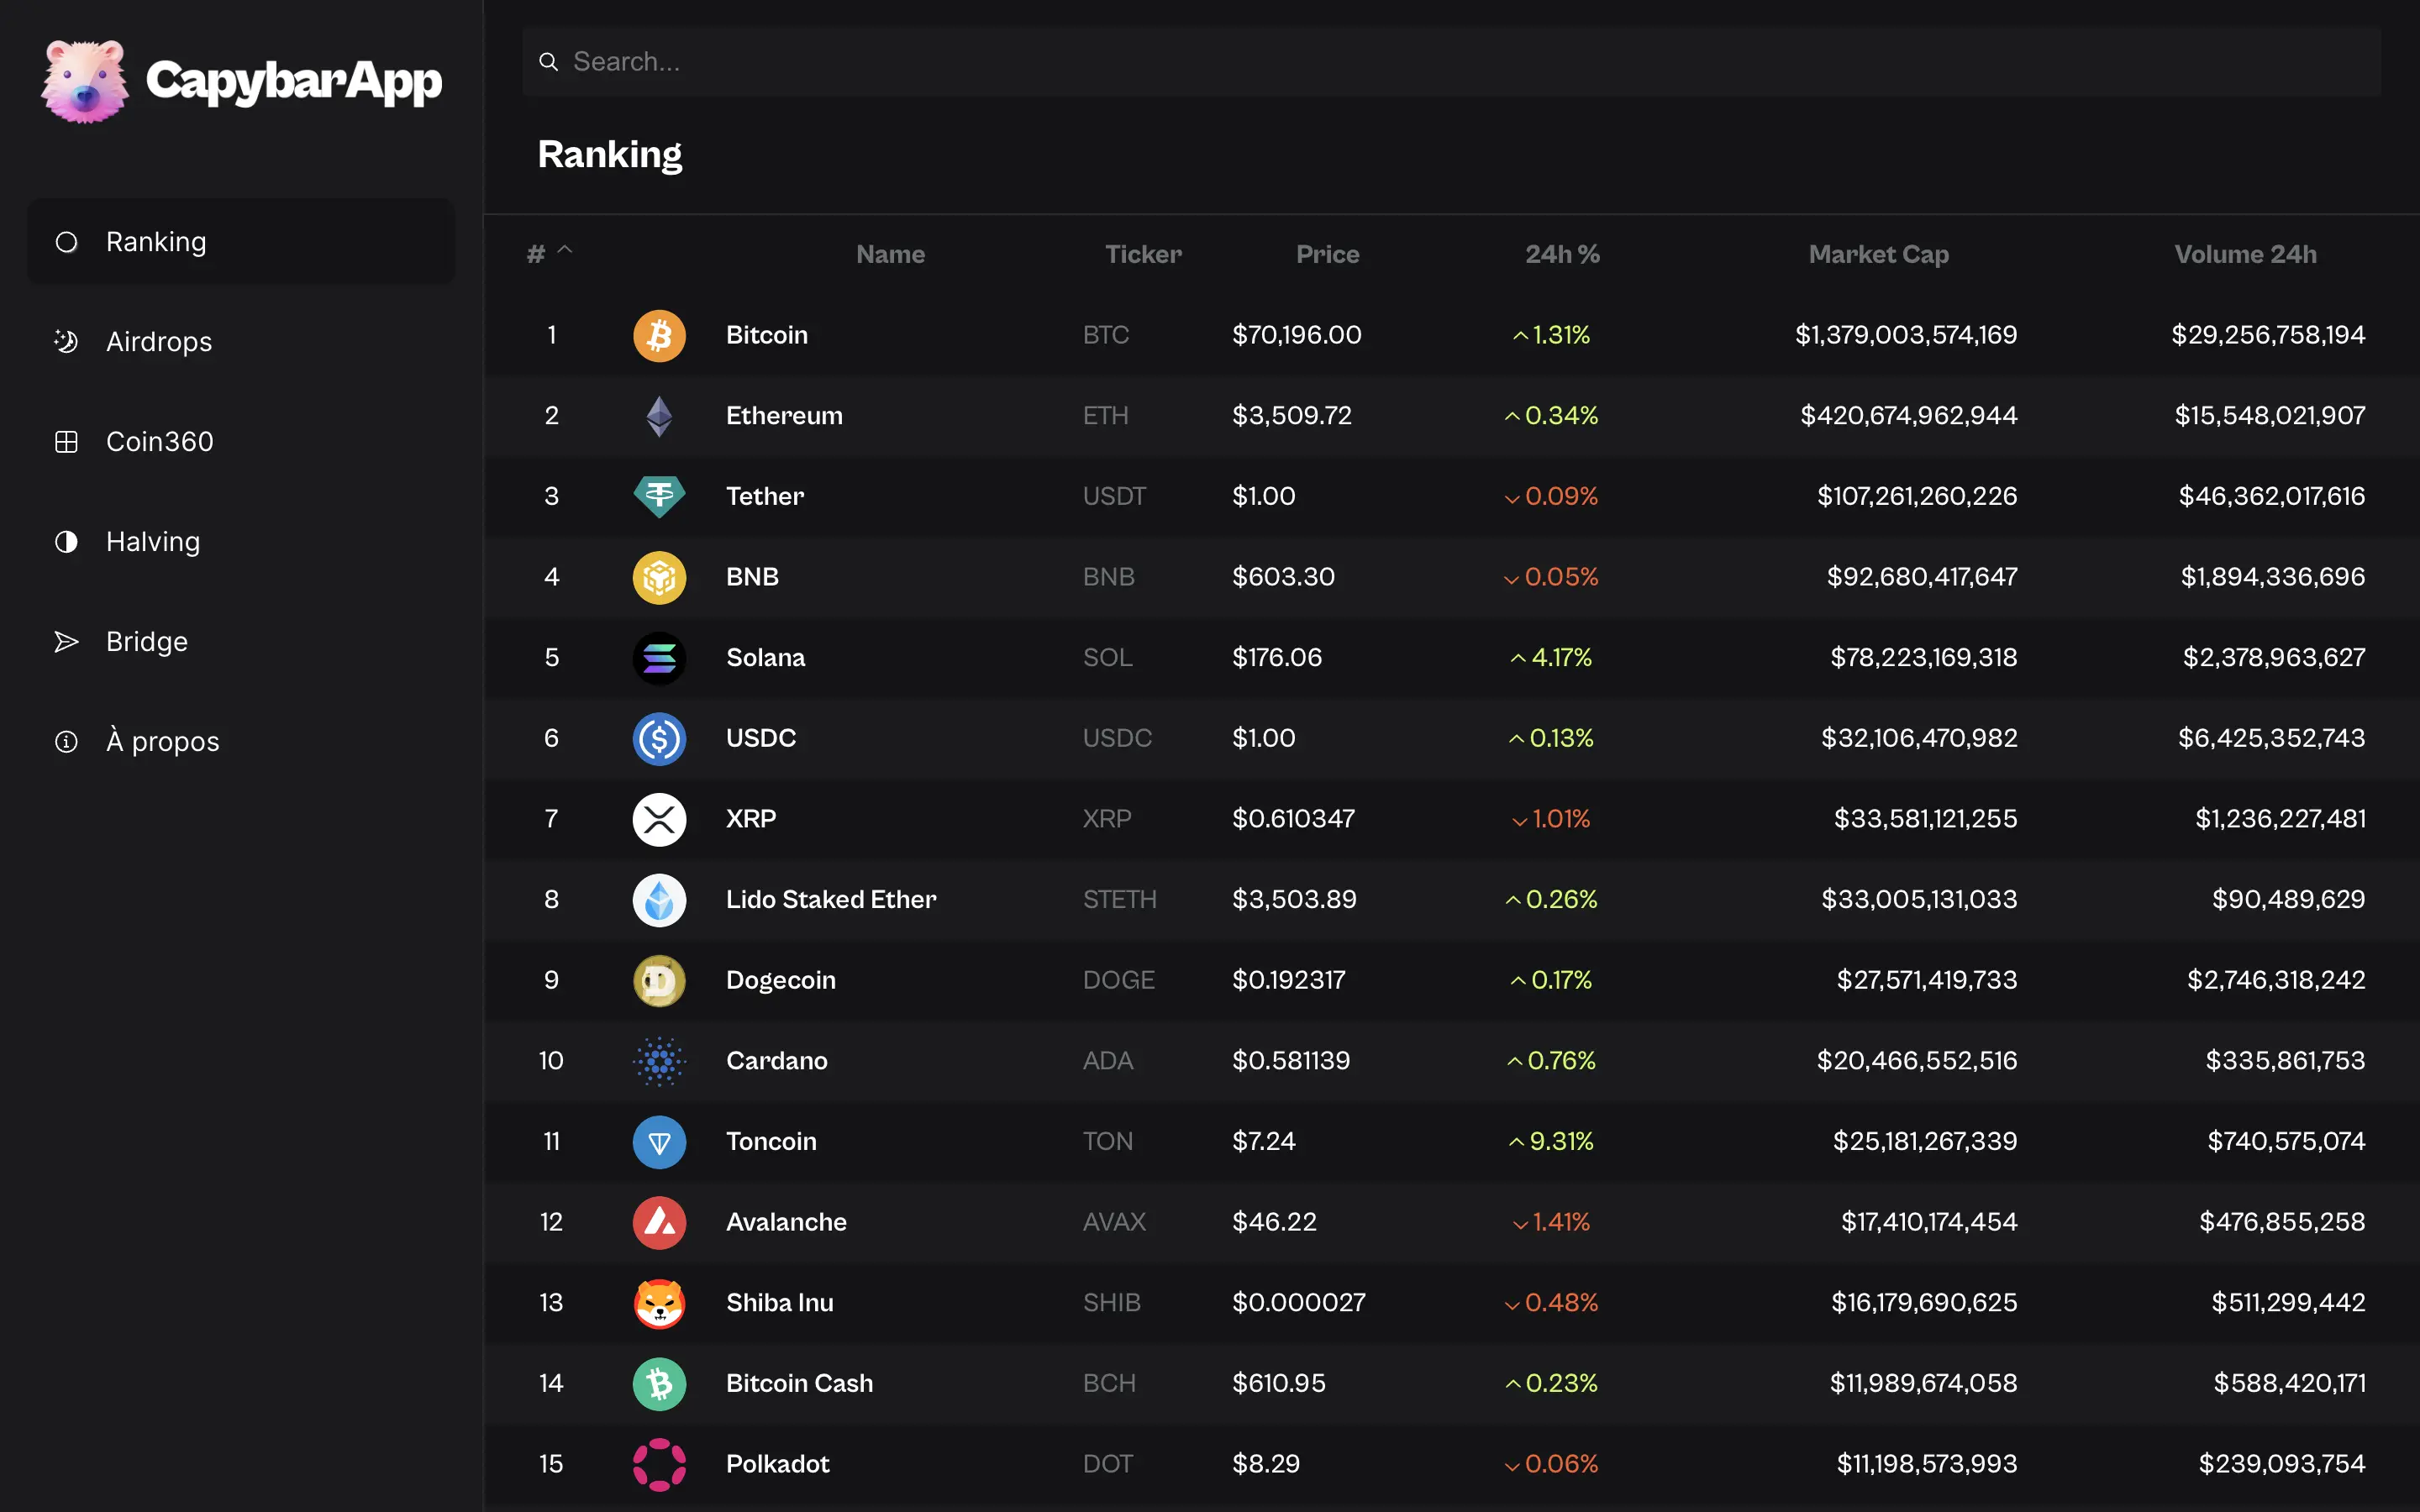 CapybarApp
Ranking
Airdrops
Coin360
Halving
Bridge
À propos
Search...
Ranking
# Name Ticker Price 24h % Market Cap Volume 24h
1 Bitcoin BTC $70,196.00 1.31% $1,379,003,574,169 $29,256,758,194
2 Ethereum ETH $3,509.72 0.34% $420,674,962,944 $15,548,021,907
3 Tether USDT $1.00 0.09% $107,261,260,226 $46,362,017,616
4 BNB BNB $603.30 0.05% $92,680,417,647 $1,894,336,696
5 Solana SOL $176.06 4.17% $78,223,169,318 $2,378,963,627
6 USDC USDC $1.00 0.13% $32,106,470,982 $6,425,352,743
7 XRP XRP $0.610347 1.01% $33,581,121,255 $1,236,227,481
8 Lido Staked Ether STETH $3,503.89 0.26% $33,005,131,033 $90,489,629
9 Dogecoin DOGE $0.192317 0.17% $27,571,419,733 $2,746,318,242
10 Cardano ADA $0.581139 0.76% $20,466,552,516 $335,861,753
11 Toncoin TON $7.24 9.31% $25,181,267,339 $740,575,074
12 Avalanche AVAX $46.22 1.41% $17,410,174,454 $476,855,258
13 Shiba Inu SHIB $0.000027 0.48% $16,179,690,625 $511,299,442
14 Bitcoin Cash BCH $610.95 0.23% $11,989,674,058 $588,420,171
15 Polkadot DOT $8.29 0.06% $11,198,573,993 $239,093,754